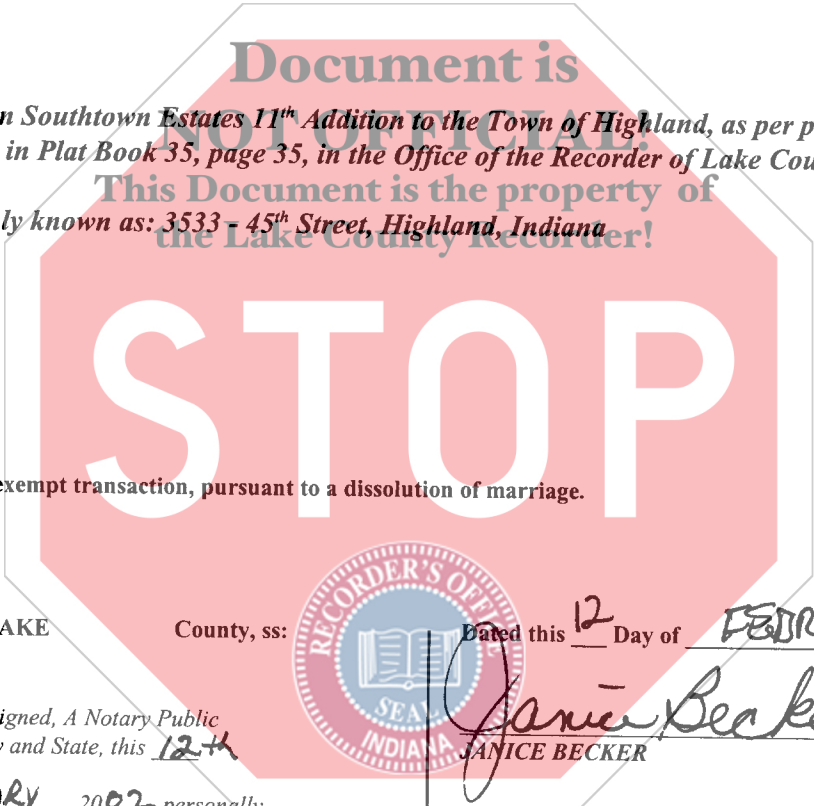 Document is
n Southtown Estates 11th Addition to the Town of Highland, as per p
NOT OFFICIAL!
in Plat Book 35, page 35, in the Office of the Recorder of Lake Cou
This Document is the property of
ly known as: 3533 - 45th Street, Highland, Indiana
the Lake County Recorder!
STOP
exempt transaction, pursuant to a dissolution of marriage.
RECORDER'S OFFICE
SEAL
INDIANA
AKE County, ss: Dated this 12 Day of
igned, A Notary Public
Janice Becke
y and State, this 12th
JANICE BECKER
2002 personally